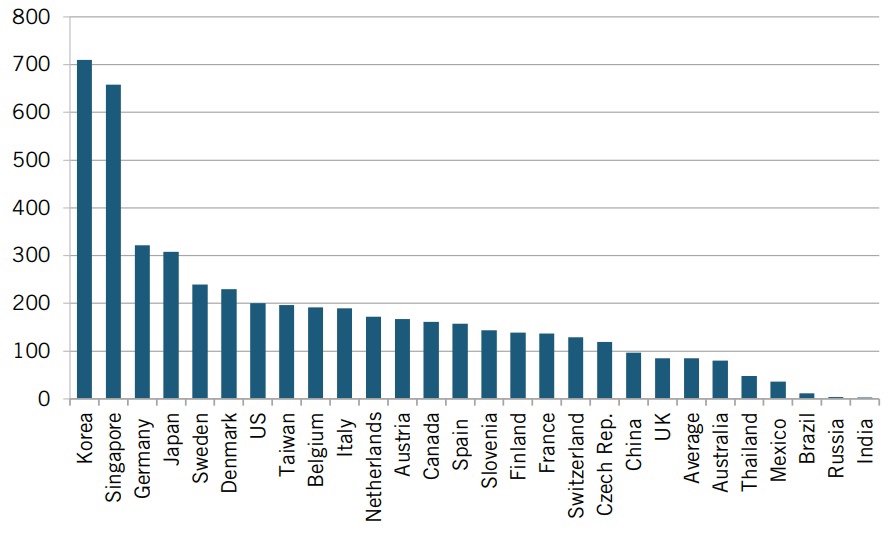 800
700
600
500
400
300
200
100
0
Korea
Singapore
Germany
Japan
Sweden
Denmark
US
Taiwan
Belgium
Italy
Netherlands
Austria
Canada
Spain
Slovenia
Finland
France
Switzerland
Czech Rep.
China
UK
Average
Australia
Thailand
Mexico
Brazil
Russia
India